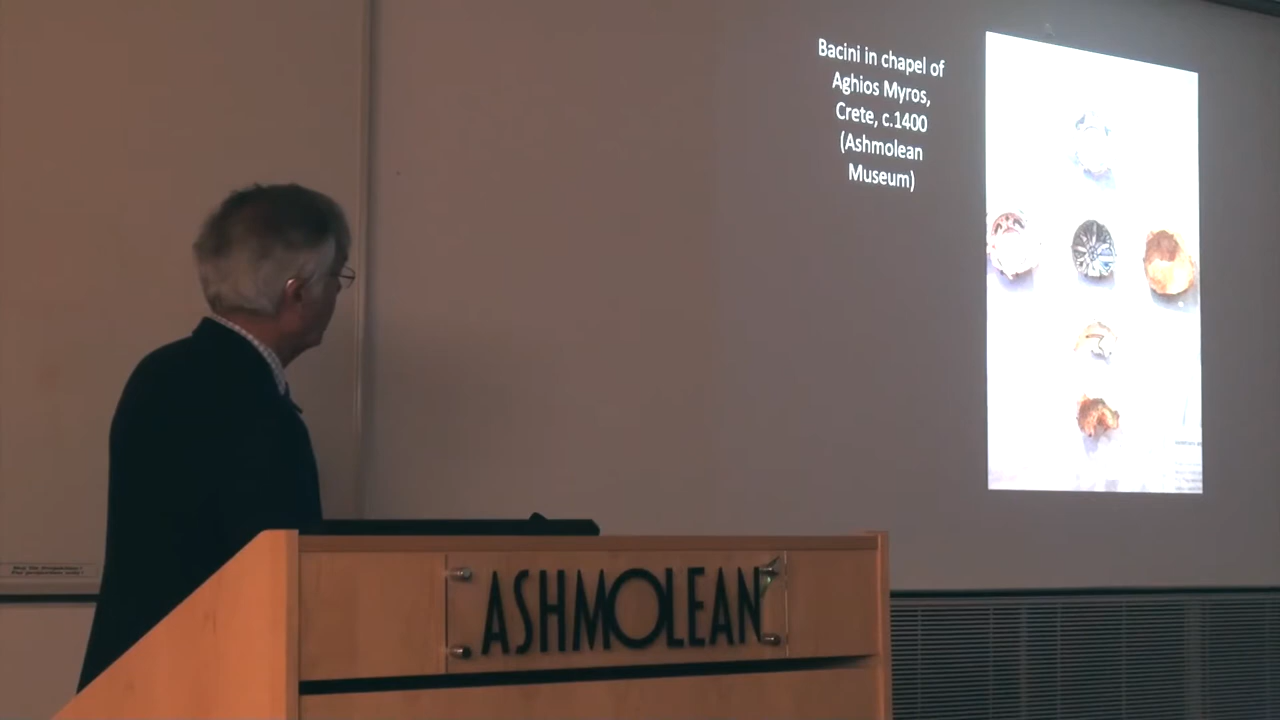 Bacini in chapel of
Aghios Myros,
Crete, c.1400
(Ashmolean
Museum)
ASHMOLEAN